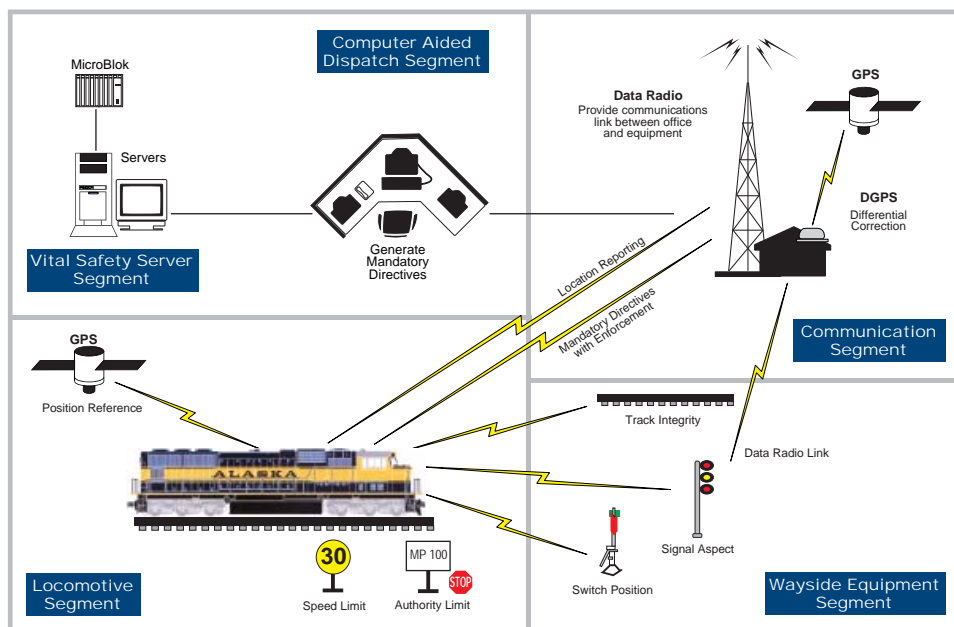 Computer Aided
Dispatch Segment
MicroBlok
Servers
Vital Safety Server
Segment
Generate
Mandatory
Directives
Data Radio
Provide communications
link between office
and equipment
GPS
DGPS
Differential
Correction
Location Reporting
Mandatory Directives
with Enforcement
Communication
Segment
GPS
Position Reference
ALASKA
30
Speed Limit
MP 100
STOP
Authority Limit
Locomotive
Segment
Track Integrity
Data Radio Link
Signal Aspect
Switch Position
Wayside Equipment
Segment